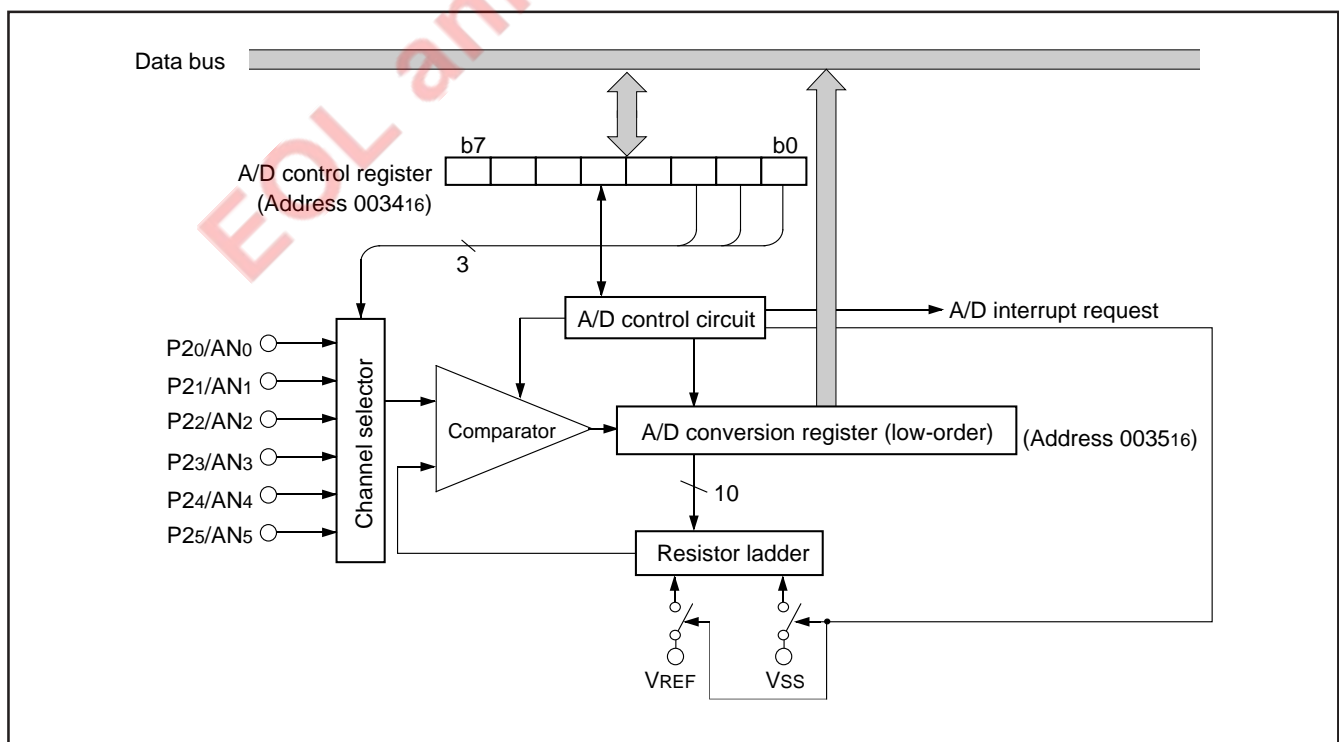 EOL an
Data bus
b7
b0
A/D control register
(Address 003416)
3
A/D control circuit
A/D interrupt request
P20/AN0
P21/AN1
P22/AN2
P23/AN3
P24/AN4
P25/AN5
Channel selector
Comparator
A/D conversion register (low-order)
(Address 003516)
10
Resistor ladder
VREF
VSS